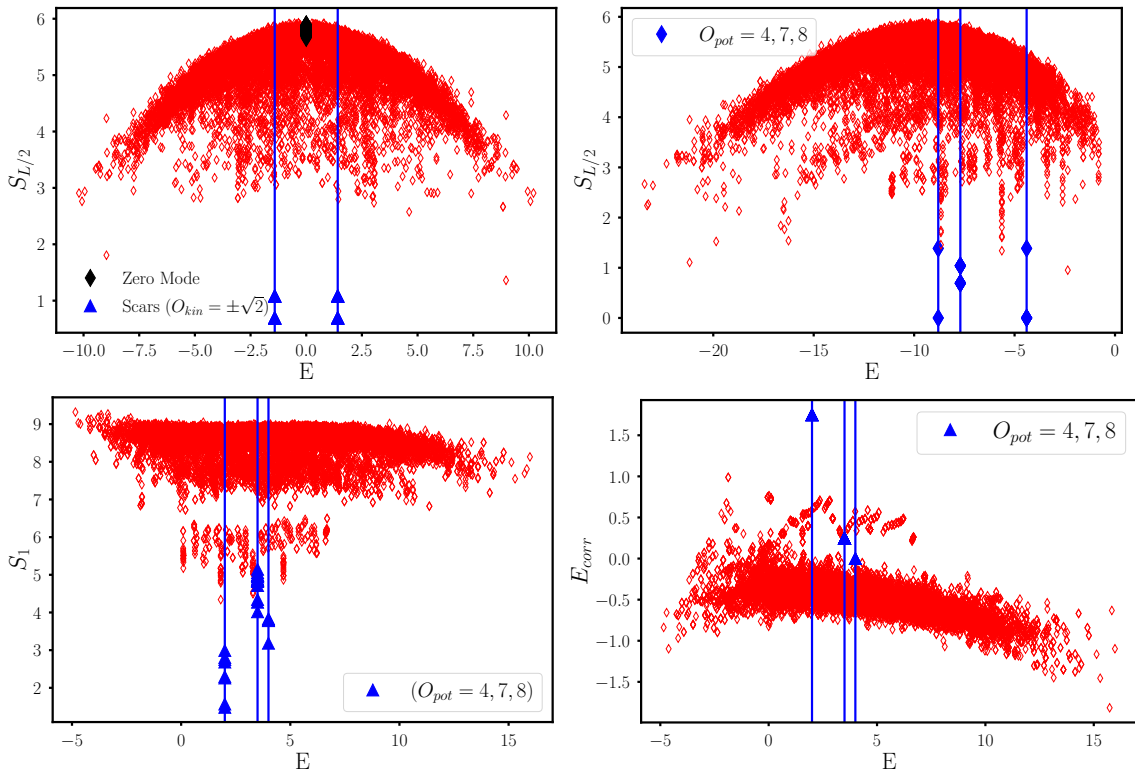 6
5
4
3
2
1
S_{L/2}
Zero Mode
Scars (O_{kin} = ±√2)
−10.0 −7.5 −5.0 −2.5 0.0 2.5 5.0 7.5 10.0
E
6
5
4
3
2
1
0
S_{L/2}
O_{pot} = 4, 7, 8
−20 −15 −10 −5 0
E
9
8
7
6
5
4
3
2
S_1
(O_{pot} = 4, 7, 8)
−5 0 5 10 15
E
1.5
1.0
0.5
0.0
−0.5
−1.0
−1.5
E_{corr}
O_{pot} = 4, 7, 8
−5 0 5 10 15
E